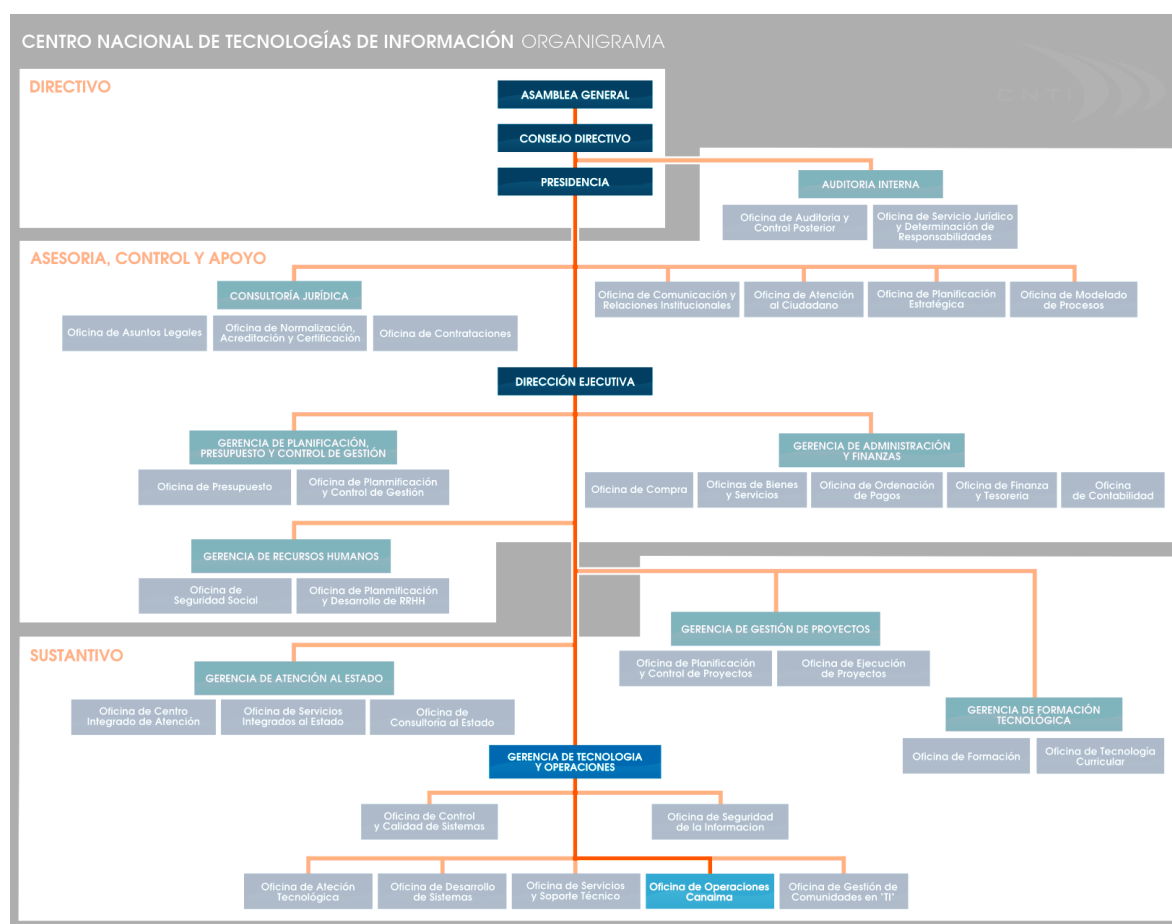 CENTRO NACIONAL DE TECNOLOGÍAS DE INFORMACIÓN ORGANIGRAMA
CNTI
DIRECTIVO
ASAMBLEA GENERAL
CONSEJO DIRECTIVO
PRESIDENCIA
AUDITORIA INTERNA
Oficina de Auditoria y
Control Posterior
Oficina de Servicio Jurídico
y Determinación de
Responsabilidades
ASESORIA, CONTROL Y APOYO
CONSULTORÍA JURÍDICA
Oficina de Asuntos Legales
Oficina de Normalización,
Acreditación y Certificación
Oficina de Contrataciones
Oficina de Comunicación y
Relaciones Institucionales
Oficina de Atención
al Ciudadano
Oficina de Planificación
Estratégica
Oficina de Modelado
de Procesos
DIRECCIÓN EJECUTIVA
GERENCIA DE PLANIFICACIÓN,
PRESUPUESTO Y CONTROL DE GESTIÓN
Oficina de Presupuesto
Oficina de Planmificación
y Control de Gestión
GERENCIA DE ADMINISTRACIÓN
Y FINANZAS
Oficina de Compra
Oficinas de Bienes
y Servicios
Oficina de Ordenación
de Pagos
Oficina de Finanza
y Tesoreria
Oficina
de Contabilidad
GERENCIA DE RECURSOS HUMANOS
Oficina de
Seguridad Social
Oficina de Planmificación
y Desarrollo de RRHH
GERENCIA DE GESTIÓN DE PROYECTOS
Oficina de Planificación
y Control de Proyectos
Oficina de Ejecución
de Proyectos
SUSTANTIVO
GERENCIA DE ATENCIÓN AL ESTADO
Oficina de Centro
Integrado de Atención
Oficina de Servicios
Integrados al Estado
Oficina de
Consultoria al Estado
GERENCIA DE FORMACIÓN
TECNOLÓGICA
Oficina de Formación
Oficina de Tecnología
Curricular
GERENCIA DE TECNOLOGIA
Y OPERACIONES
Oficina de Control
y Calidad de Sistemas
Oficina de Seguridad
de la Informacion
Oficina de Ateción
Tecnológica
Oficina de Desarrollo
de Sistemas
Oficina de Servicios
y Soporte Técnico
Oficina de Operaciones
Canaima
Oficina de Gestión de
Comunidades en "TI"